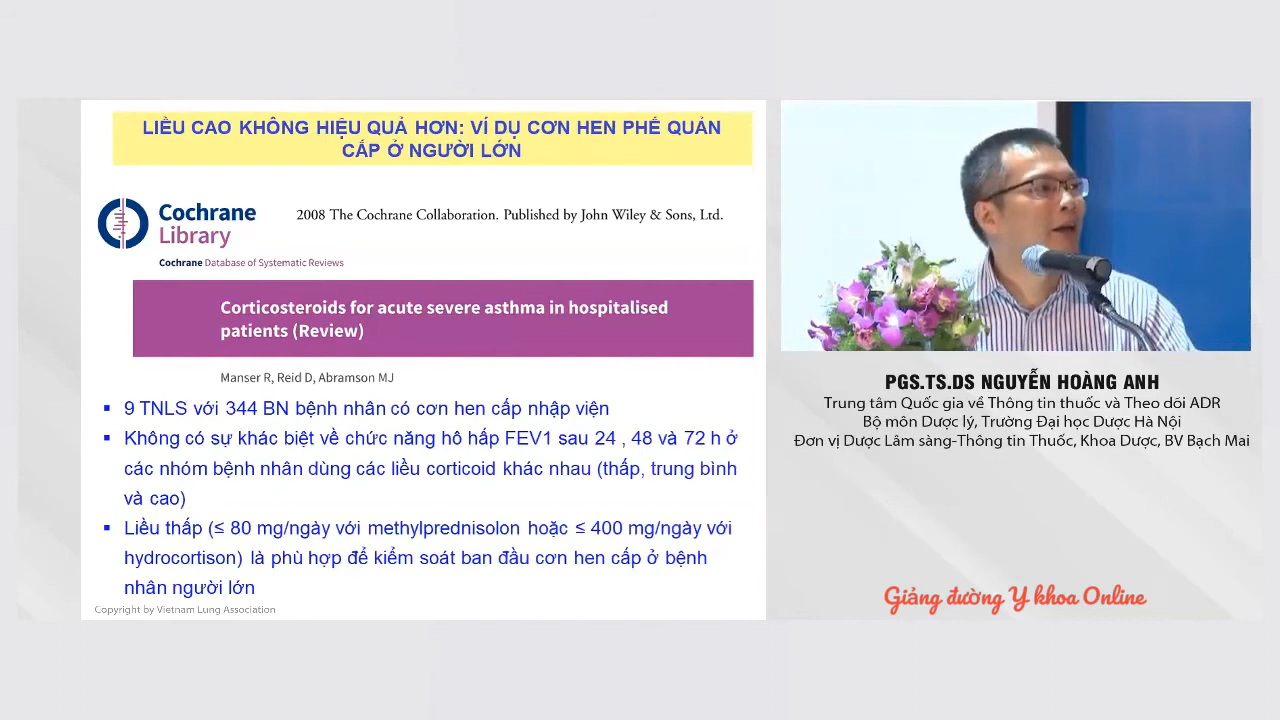 LIỀU CAO KHÔNG HIỆU QUẢ HƠN: VÍ DỤ CƠN HEN PHẾ QUẢN
CẤP Ở NGƯỜI LỚN
Cochrane
Library
2008 The Cochrane Collaboration. Published by John Wiley & Sons, Ltd.
Cochrane Database of Systematic Reviews
Corticosteroids for acute severe asthma in hospitalised
patients (Review)
Manser R, Reid D, Abramson MJ
▪ 9 TNLS với 344 BN bệnh nhân có cơn hen cấp nhập viện
▪ Không có sự khác biệt về chức năng hô hấp FEV1 sau 24 , 48 và 72 h ở
các nhóm bệnh nhân dùng các liều corticoid khác nhau (thấp, trung bình
và cao)
▪ Liều thấp (≤ 80 mg/ngày với methylprednisolon hoặc ≤ 400 mg/ngày với
hydrocortison) là phù hợp để kiểm soát ban đầu cơn hen cấp ở bệnh
nhân người lớn
Copyright by Vietnam Lung Association
PGS.TS.DS NGUYỄN HOÀNG ANH
Trung tâm Quốc gia về Thông tin thuốc và Theo dõi ADR
Bộ môn Dược lý, Trường Đại học Dược Hà Nội
Đơn vị Dược Lâm sàng-Thông tin Thuốc, Khoa Dược, BV Bạch Mai
Giảng đường Y khoa Online